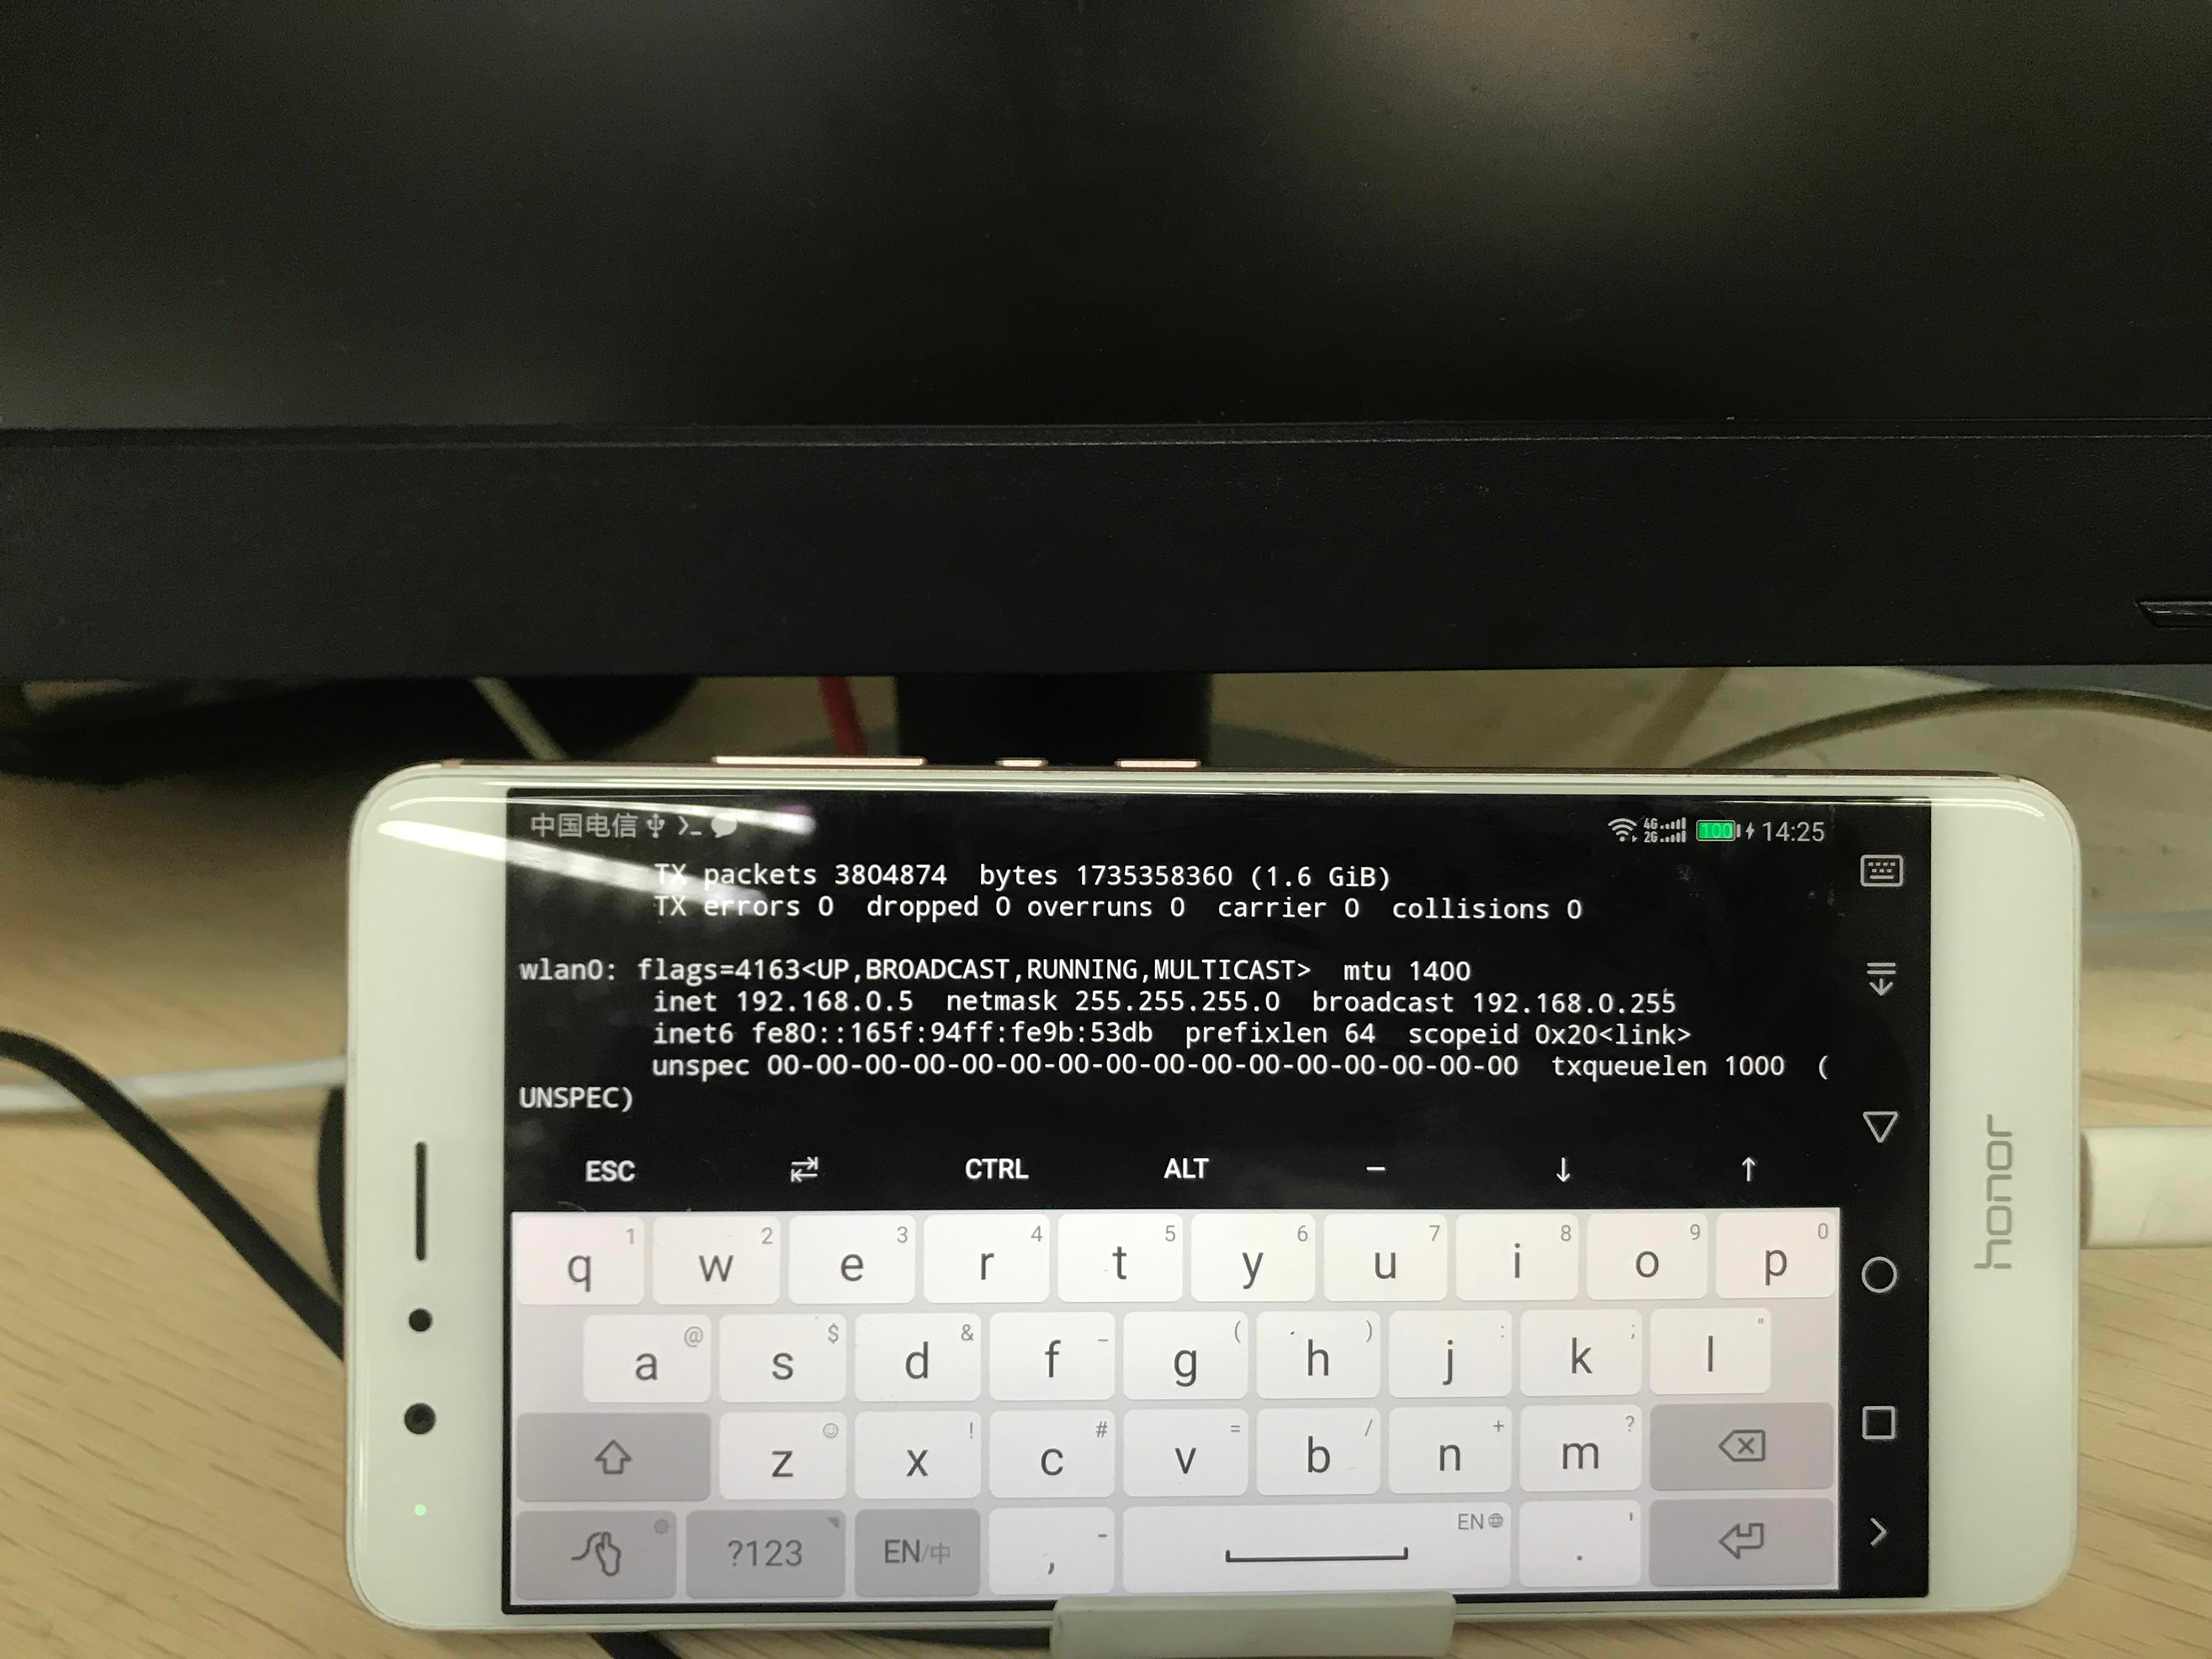 中国电信 4G 2G 100 14:25
TX packets 3804874  bytes 1735358360 (1.6 GiB)
TX errors 0  dropped 0 overruns 0  carrier 0  collisions 0
wlan0: flags=4163<UP,BROADCAST,RUNNING,MULTICAST>  mtu 1400
inet 192.168.0.5  netmask 255.255.255.0  broadcast 192.168.0.255
inet6 fe80::165f:94ff:fe9b:53db  prefixlen 64  scopeid 0x20<link>
unspec 00-00-00-00-00-00-00-00-00-00-00-00-00-00-00-00  txqueuelen 1000  (
UNSPEC)
ESC CTRL ALT — ↓ ↑
1 2 3 4 5 6 7 8 9 0
q w e r t y u i o p
@ $ & _ ( ) : ; "
a s d f g h j k l
! # = / + ?
z x c v b n m
?123 EN/中 , - EN . '
honor